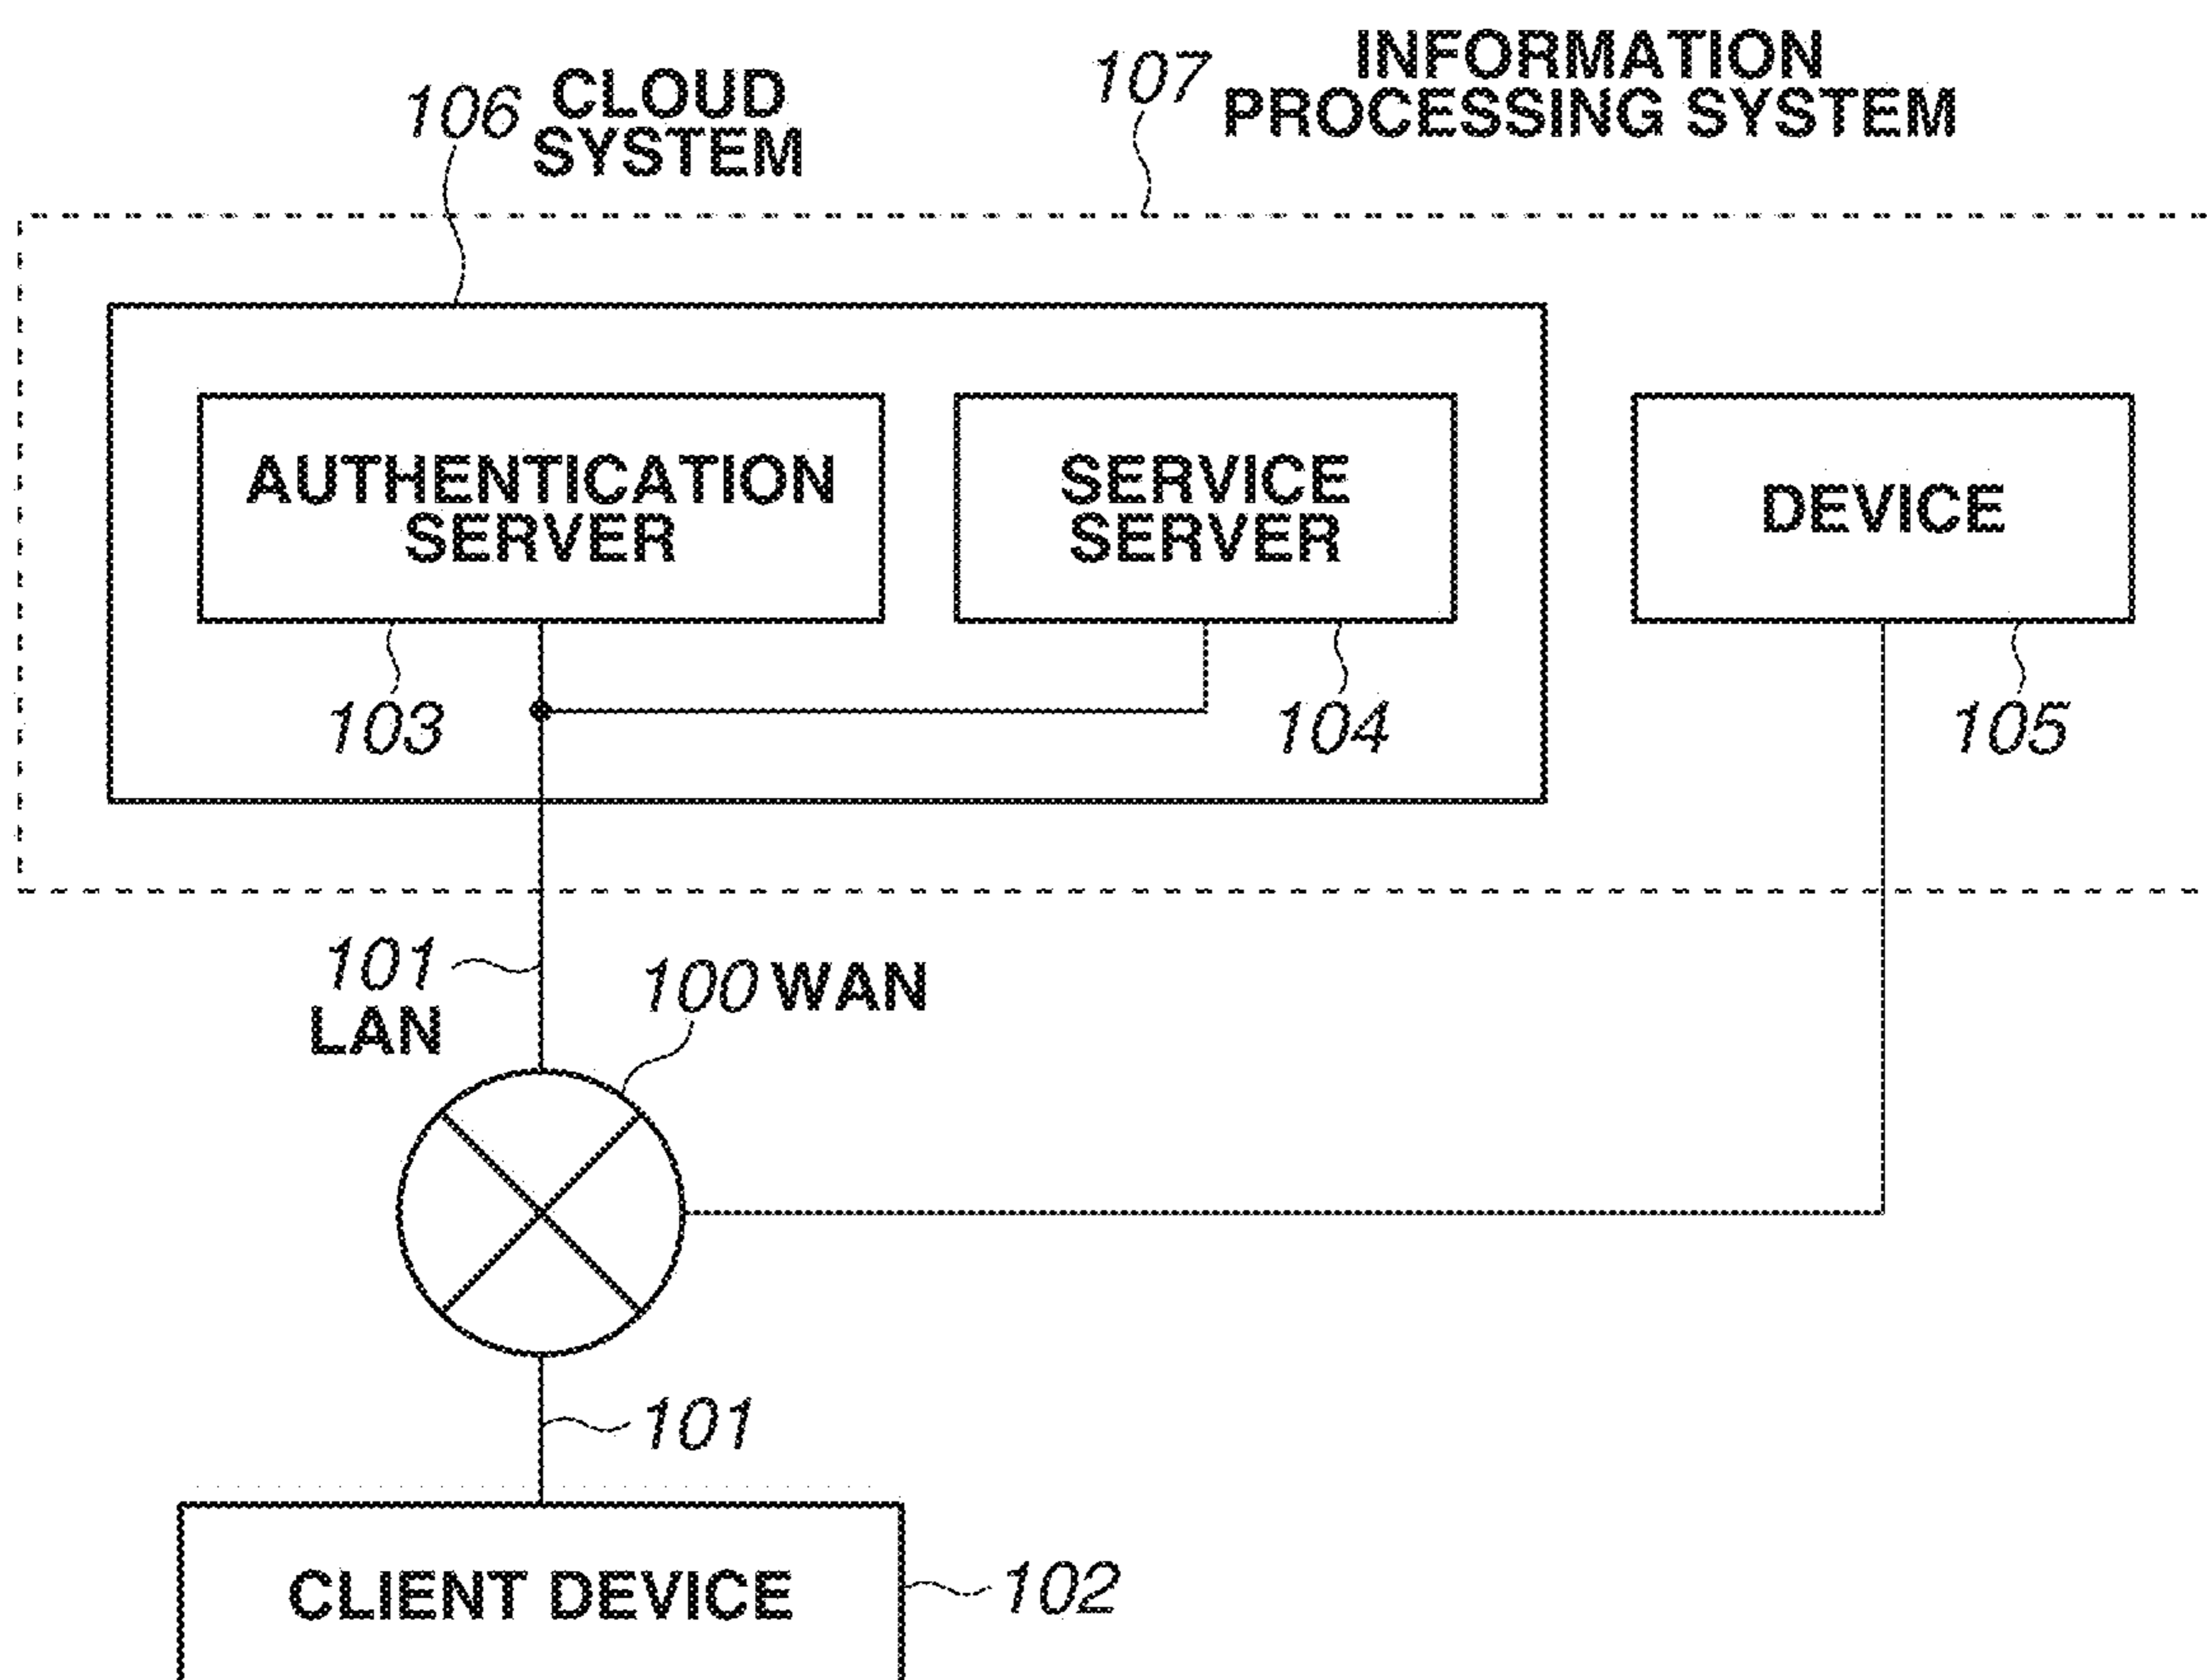 106 CLOUD
SYSTEM
107 INFORMATION
PROCESSING SYSTEM
AUTHENTICATION
SERVER
SERVICE
SERVER
DEVICE
103
104
105
101
LAN
100 WAN
101
CLIENT DEVICE
102